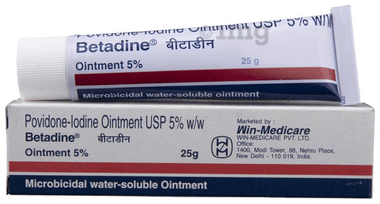 Povidone-Iodine Ointment USP 5% w/w
Betadine® बीटाडीन
Ointment 5% 25 g
Microbicidal water-soluble ointment
Povidone-Iodine Ointment USP 5% w/w
Betadine® बीटाडीन
Ointment 5% 25g
Microbicidal water-soluble Ointment
Marketed by :
Win-Medicare
WIN-MEDICARE PVT. LTD.
Office:
1400, Modi Tower, 98, Nehru Place,
New Delhi - 110 019, INDIA.